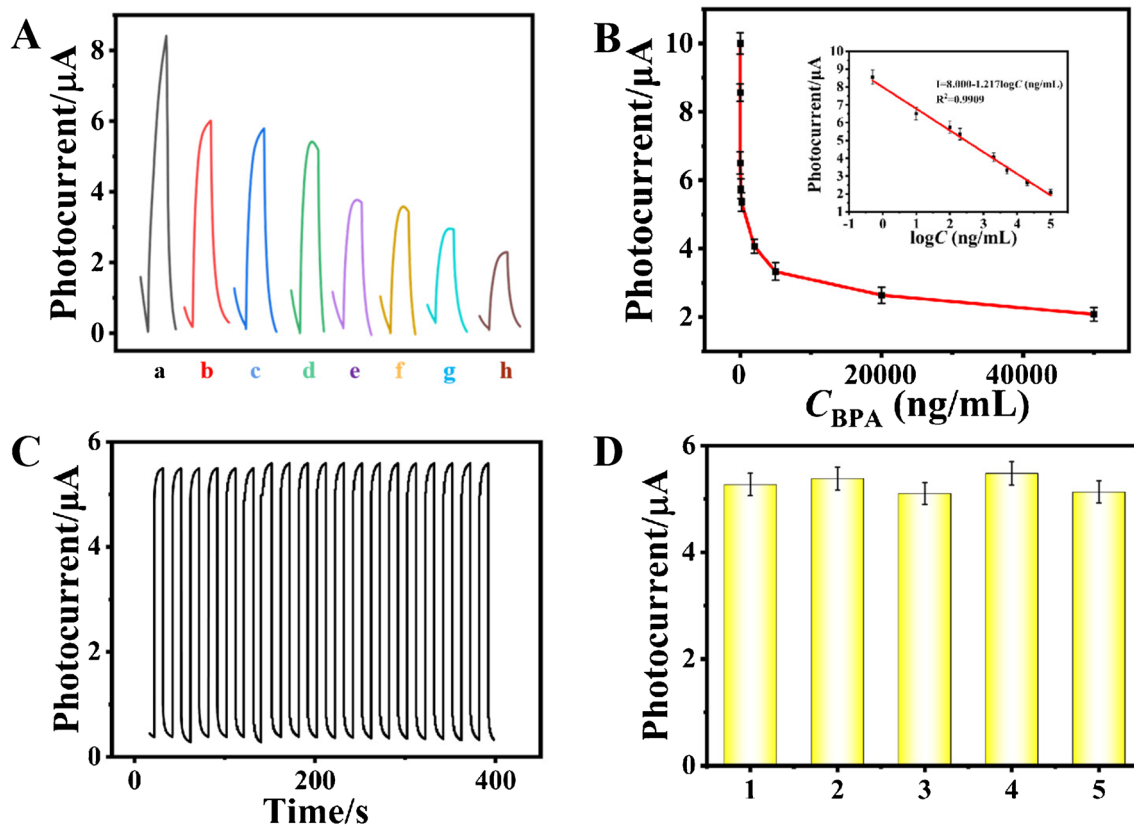 A
Photocurrent/μA
8
6
4
2
0
a b c d e f g h
B
Photocurrent/μA
10
8
6
4
2
0 20000 40000
C_BPA (ng/mL)
Photocurrent/μA
10
9
8
7
6
5
4
3
2
1
I=8.000-1.217logC (ng/mL)
R²=0.9909
-1 0 1 2 3 4 5
logC (ng/mL)
C
Photocurrent/μA
6
4
2
0
0 200 400
Time/s
D
Photocurrent/μA
6
4
2
0
1 2 3 4 5